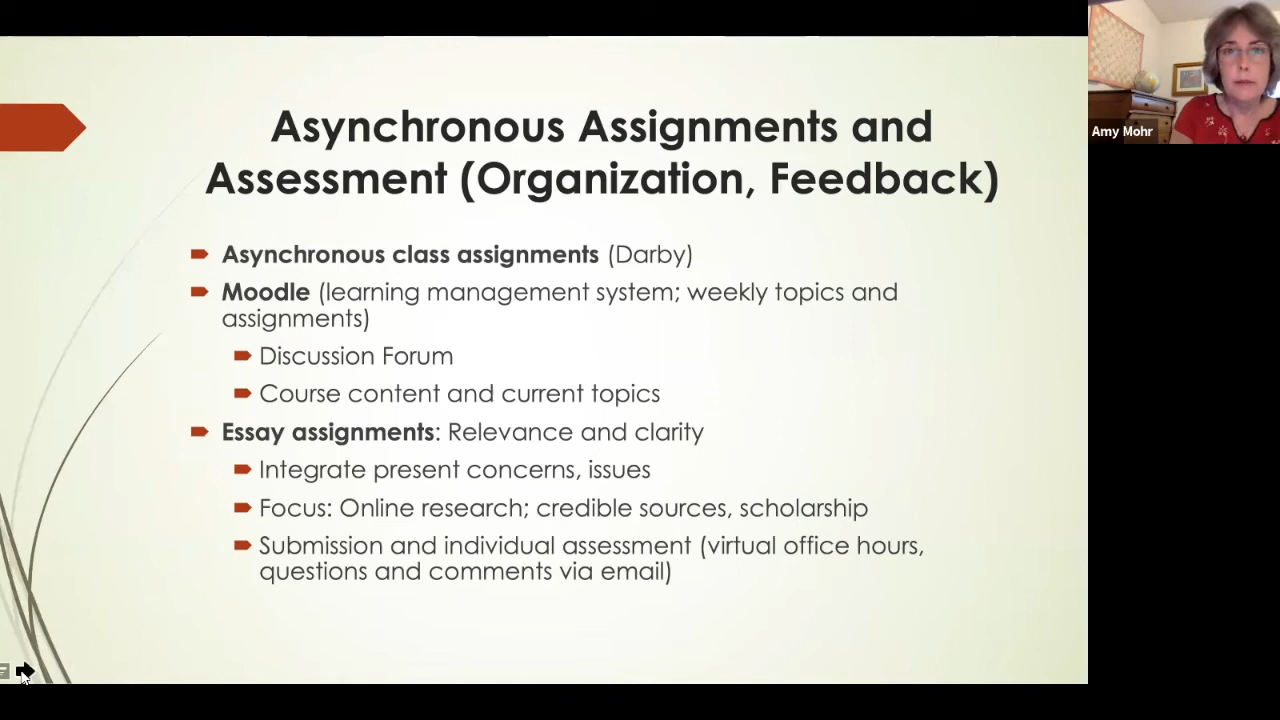 Asynchronous Assignments and
Assessment (Organization, Feedback)
Asynchronous class assignments (Darby)
Moodle (learning management system; weekly topics and
assignments)
Discussion Forum
Course content and current topics
Essay assignments: Relevance and clarity
Integrate present concerns, issues
Focus: Online research; credible sources, scholarship
Submission and individual assessment (virtual office hours,
questions and comments via email)
Amy Mohr